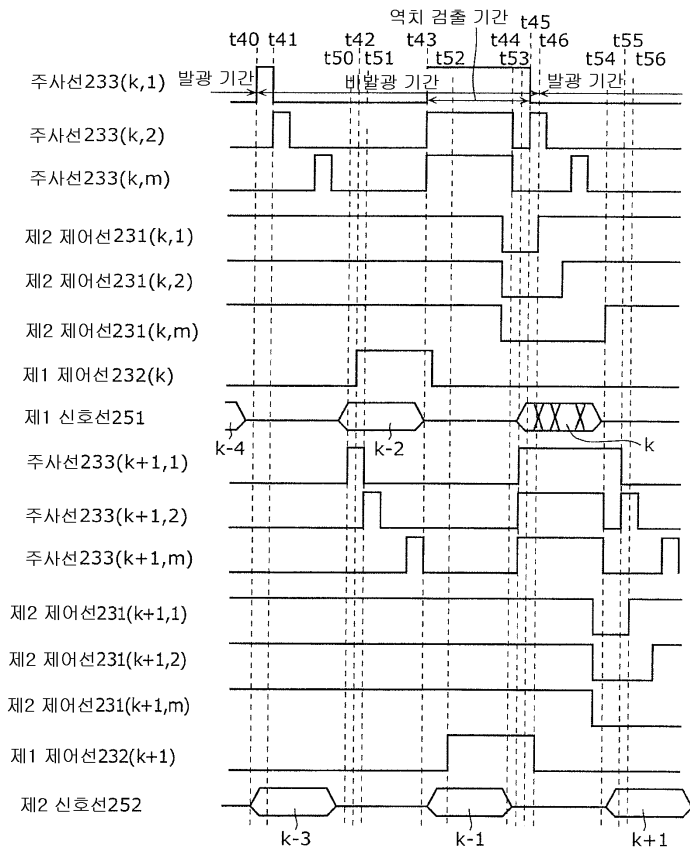 역치 검출 기간
t45
t40 t41 t42 t43 t44 t46 t55
t50 t51 t52 t53 t54 t56
주사선233(k,1)
발광 기간 비발광 기간 발광 기간
주사선233(k,2)
주사선233(k,m)
제2 제어선231(k,1)
제2 제어선231(k,2)
제2 제어선231(k,m)
제1 제어선232(k)
제1 신호선251
k-4 k-2 k
주사선233(k+1,1)
주사선233(k+1,2)
주사선233(k+1,m)
제2 제어선231(k+1,1)
제2 제어선231(k+1,2)
제2 제어선231(k+1,m)
제1 제어선232(k+1)
제2 신호선252
k-3 k-1 k+1